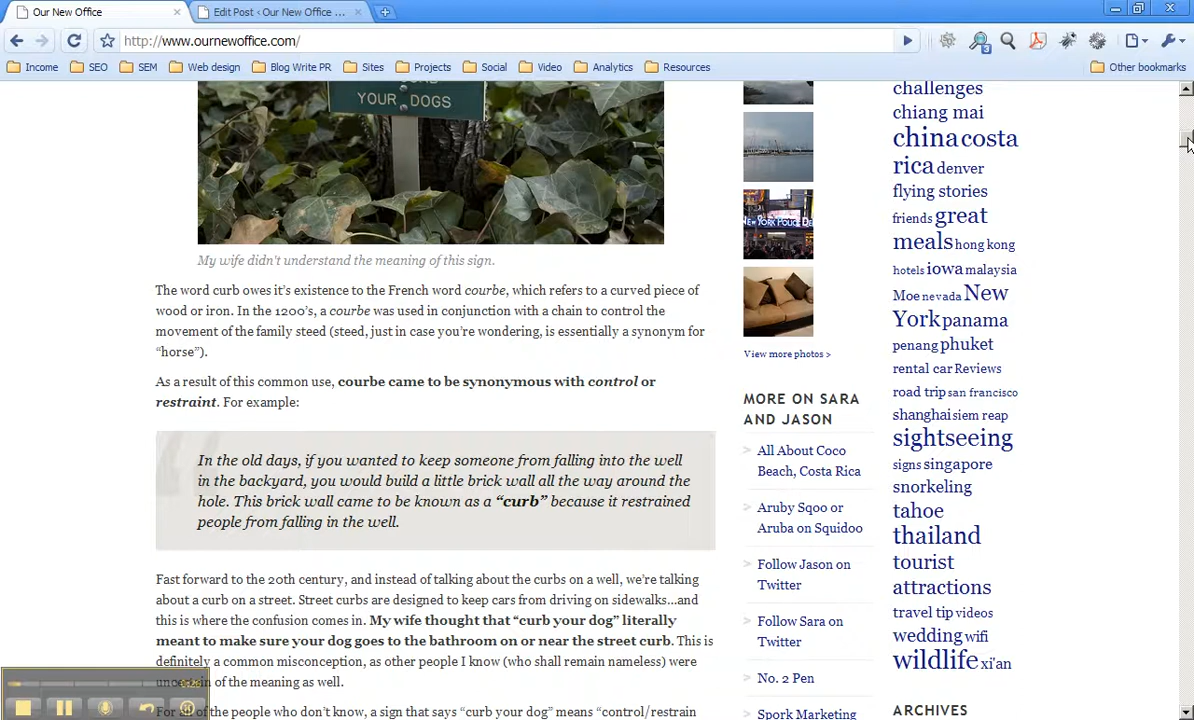 Our New Office
Edit Post ‹ Our New Office ...
http://www.ournewoffice.com/
3
Income
SEO
SEM
Web design
Blog Write PR
Sites
Projects
Social
Video
Analytics
Resources
Other bookmarks
YOUR DOGS
My wife didn't understand the meaning of this sign.
The word curb owes it's existence to the French word courbe, which refers to a curved piece of
wood or iron. In the 1200's, a courbe was used in conjunction with a chain to control the
movement of the family steed (steed, just in case you're wondering, is essentially a synonym for
“horse”).
As a result of this common use, courbe came to be synonymous with control or
restraint. For example:
In the old days, if you wanted to keep someone from falling into the well
in the backyard, you would build a little brick wall all the way around the
hole. This brick wall came to be known as a “curb” because it restrained
people from falling in the well.
Fast forward to the 20th century, and instead of talking about the curbs on a well, we're talking
about a curb on a street. Street curbs are designed to keep cars from driving on sidewalks...and
this is where the confusion comes in. My wife thought that “curb your dog” literally
meant to make sure your dog goes to the bathroom on or near the street curb. This is
definitely a common misconception, as other people I know (who shall remain nameless) were
uncertain of the meaning as well.
For all of the people who don't know, a sign that says “curb your dog” means “control/restrain
NEW YORK POLICE DE
View more photos >
MORE ON SARA
AND JASON
All About Coco
Beach, Costa Rica
Aruby Sqoo or
Aruba on Squidoo
Follow Jason on
Twitter
Follow Sara on
Twitter
No. 2 Pen
Spork Marketing
challenges
chiang mai
china costa
rica denver
flying stories
friends great
meals hong kong
hotels iowa malaysia
Moe nevada New
York panama
penang phuket
rental car Reviews
road trip san francisco
shanghai siem reap
sightseeing
signs singapore
snorkeling
tahoe
thailand
tourist
attractions
travel tip videos
wedding wifi
wildlife xi'an
ARCHIVES